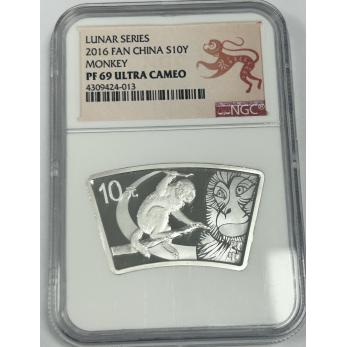 LUNAR SERIES
2016 FAN CHINA S10Y
MONKEY
PF 69 ULTRA CAMEO
4309424-013
NGC
10元